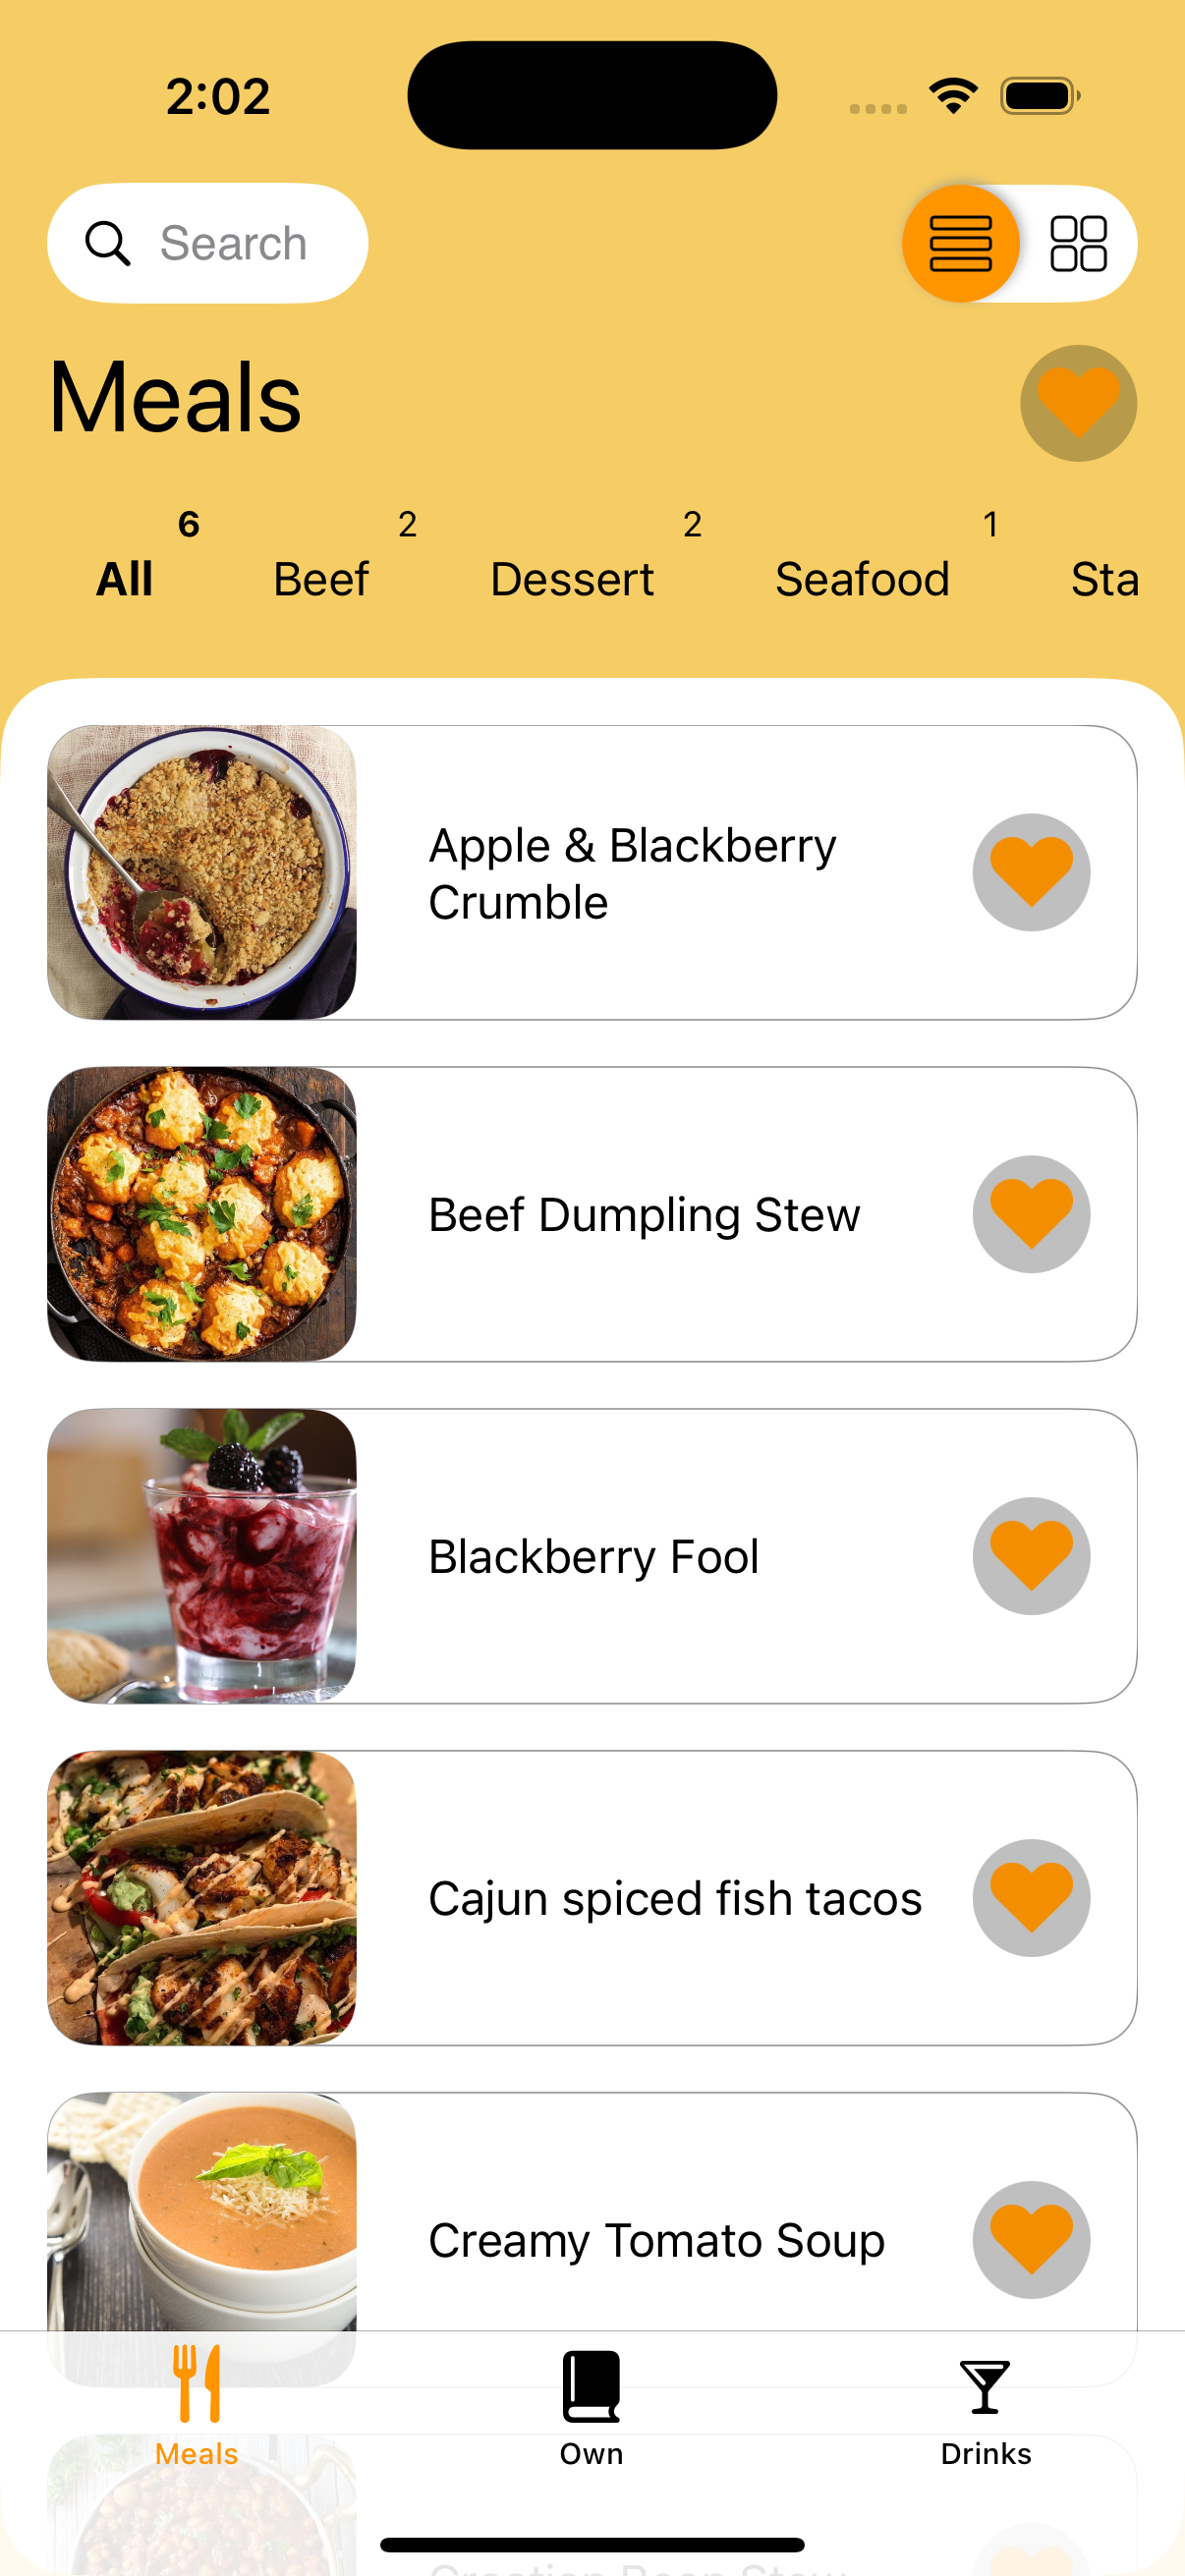 2:02
Search
Meals
6
2
2
1
All
Beef
Dessert
Seafood
Sta
Apple & Blackberry
Crumble
Beef Dumpling Stew
Blackberry Fool
Cajun spiced fish tacos
Creamy Tomato Soup
Meals
Own
Drinks